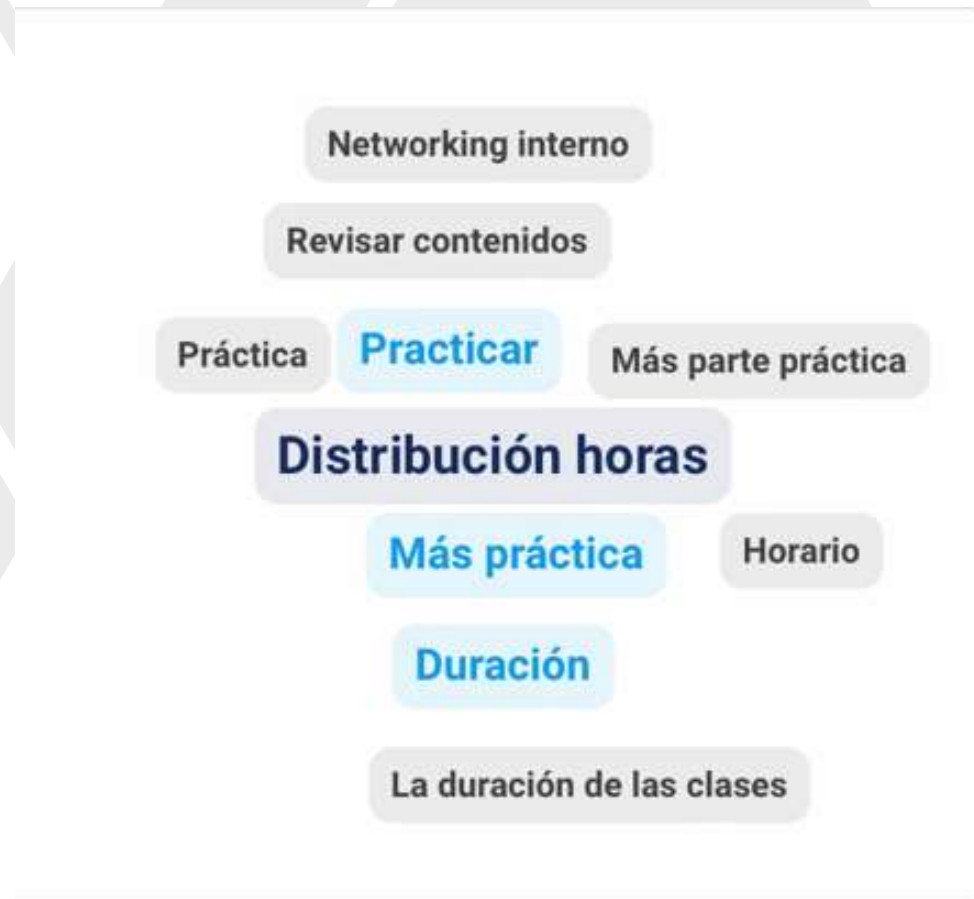 Networking interno
Revisar contenidos
Práctica
Practicar
Más parte práctica
Distribución horas
Más práctica
Horario
Duración
La duración de las clases